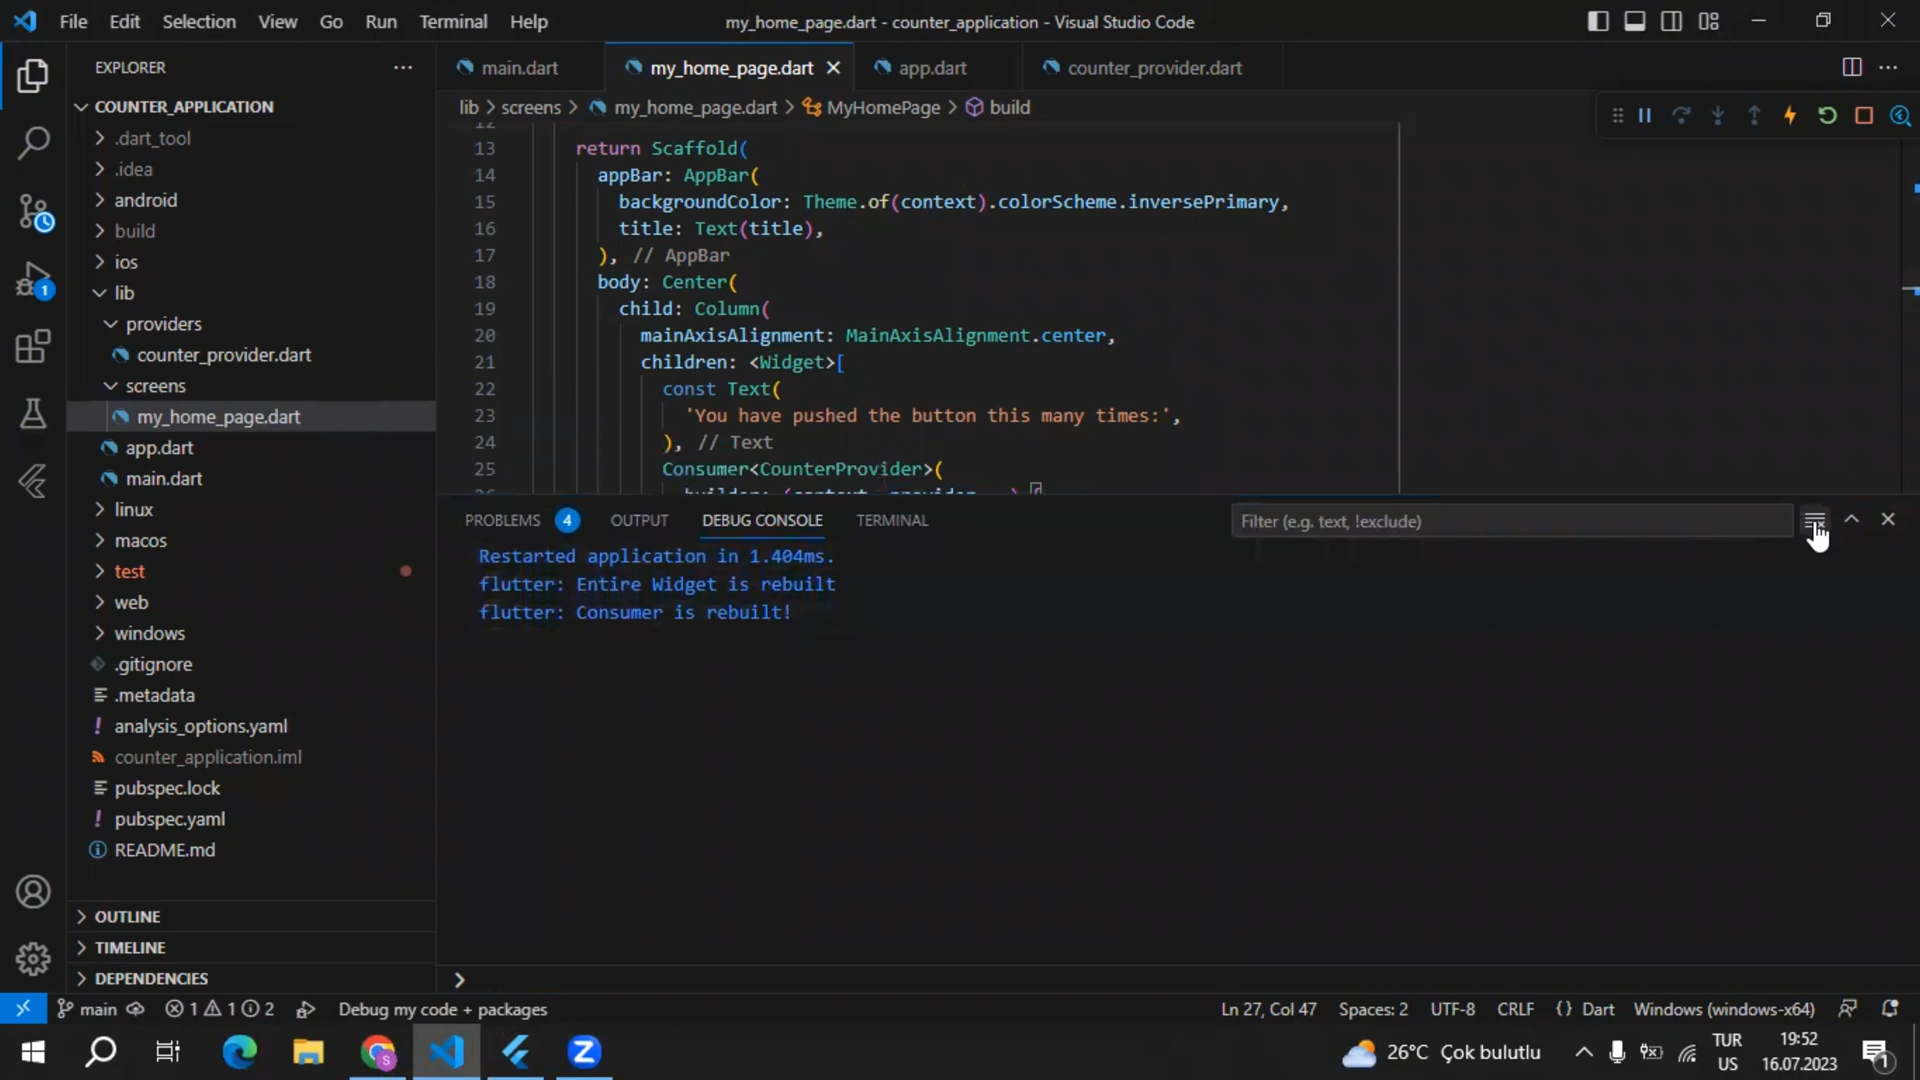 File Edit Selection View Go Run Terminal Help
my_home_page.dart - counter_application - Visual Studio Code
EXPLORER
COUNTER_APPLICATION
.dart_tool
.idea
android
build
ios
lib
providers
counter_provider.dart
screens
my_home_page.dart
app.dart
main.dart
linux
macos
test
web
windows
.gitignore
.metadata
analysis_options.yaml
counter_application.iml
pubspec.lock
pubspec.yaml
README.md
OUTLINE
TIMELINE
DEPENDENCIES
main.dart my_home_page.dart app.dart counter_provider.dart
lib > screens > my_home_page.dart > MyHomePage > build
12
13 return Scaffold(
14 appBar: AppBar(
15 backgroundColor: Theme.of(context).colorScheme.inversePrimary,
16 title: Text(title),
17 ), // AppBar
18 body: Center(
19 child: Column(
20 mainAxisAlignment: MainAxisAlignment.center,
21 children: <Widget>[
22 const Text(
23 'You have pushed the button this many times:',
24 ), // Text
25 Consumer<CounterProvider>(
PROBLEMS 4 OUTPUT DEBUG CONSOLE TERMINAL
Filter (e.g. text, !exclude)
Restarted application in 1.404ms.
flutter: Entire Widget is rebuilt
flutter: Consumer is rebuilt!
main 1 1 2 Debug my code + packages
Ln 27, Col 47 Spaces: 2 UTF-8 CRLF {} Dart Windows (windows-x64)
26°C Çok bulutlu
TUR
US
19:52
16.07.2023
1